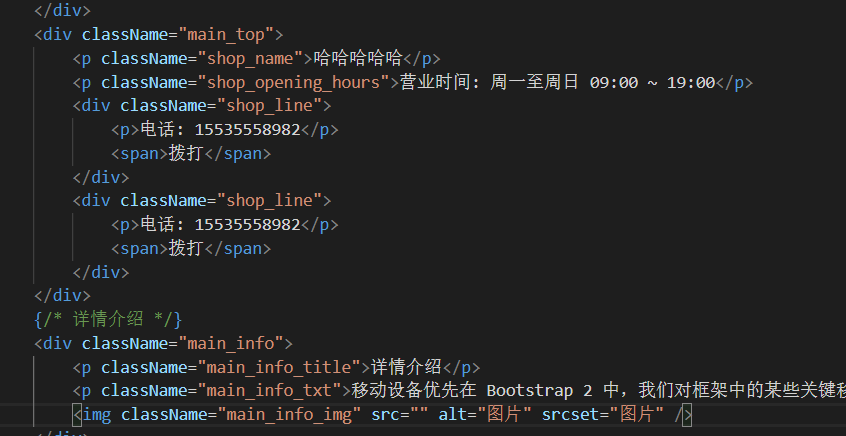 </div>
<div className="main_top">
<p className="shop_name">哈哈哈哈哈</p>
<p className="shop_opening_hours">营业时间: 周一至周日 09:00 ~ 19:00</p>
<div className="shop_line">
<p>电话: 15535558982</p>
<span>拨打</span>
</div>
<div className="shop_line">
<p>电话: 15535558982</p>
<span>拨打</span>
</div>
</div>
{/* 详情介绍 */}
<div className="main_info">
<p className="main_info_title">详情介绍</p>
<p className="main_info_txt">移动设备优先在 Bootstrap 2 中，我们对框架中的某些关键移
<img className="main_info_img" src="" alt="图片" srcset="图片" />
</div>